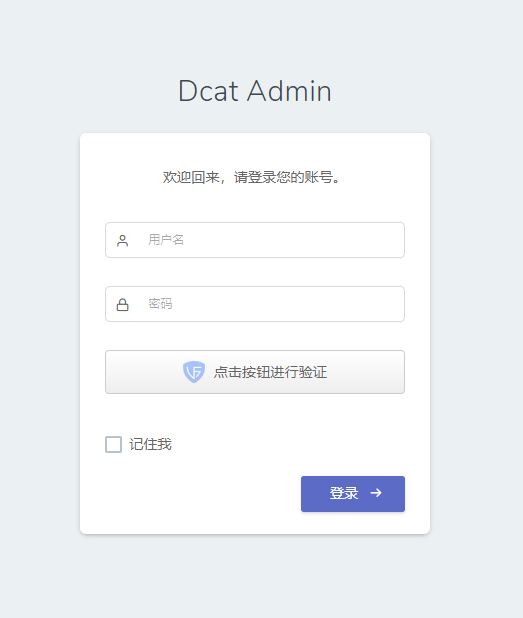 Dcat Admin
欢迎回来，请登录您的账号。
用户名
密码
点击按钮进行验证
记住我
登录 →